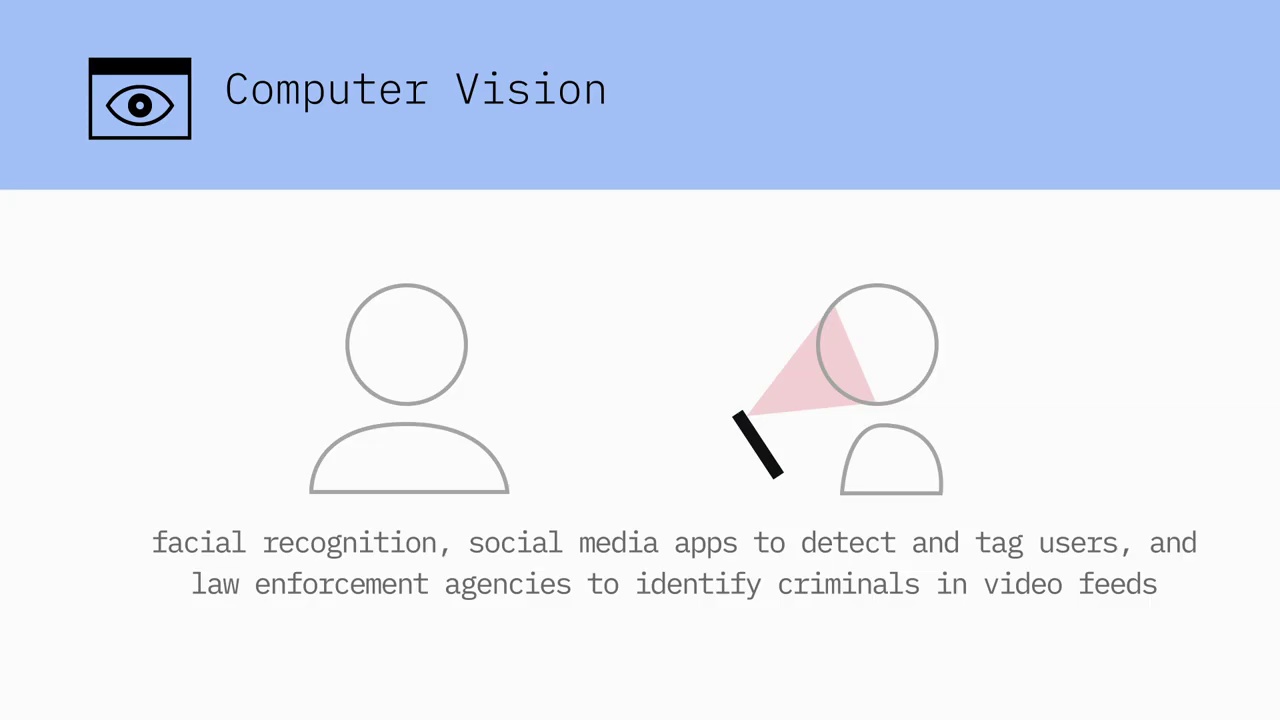 Computer Vision
facial recognition, social media apps to detect and tag users, and
law enforcement agencies to identify criminals in video feeds